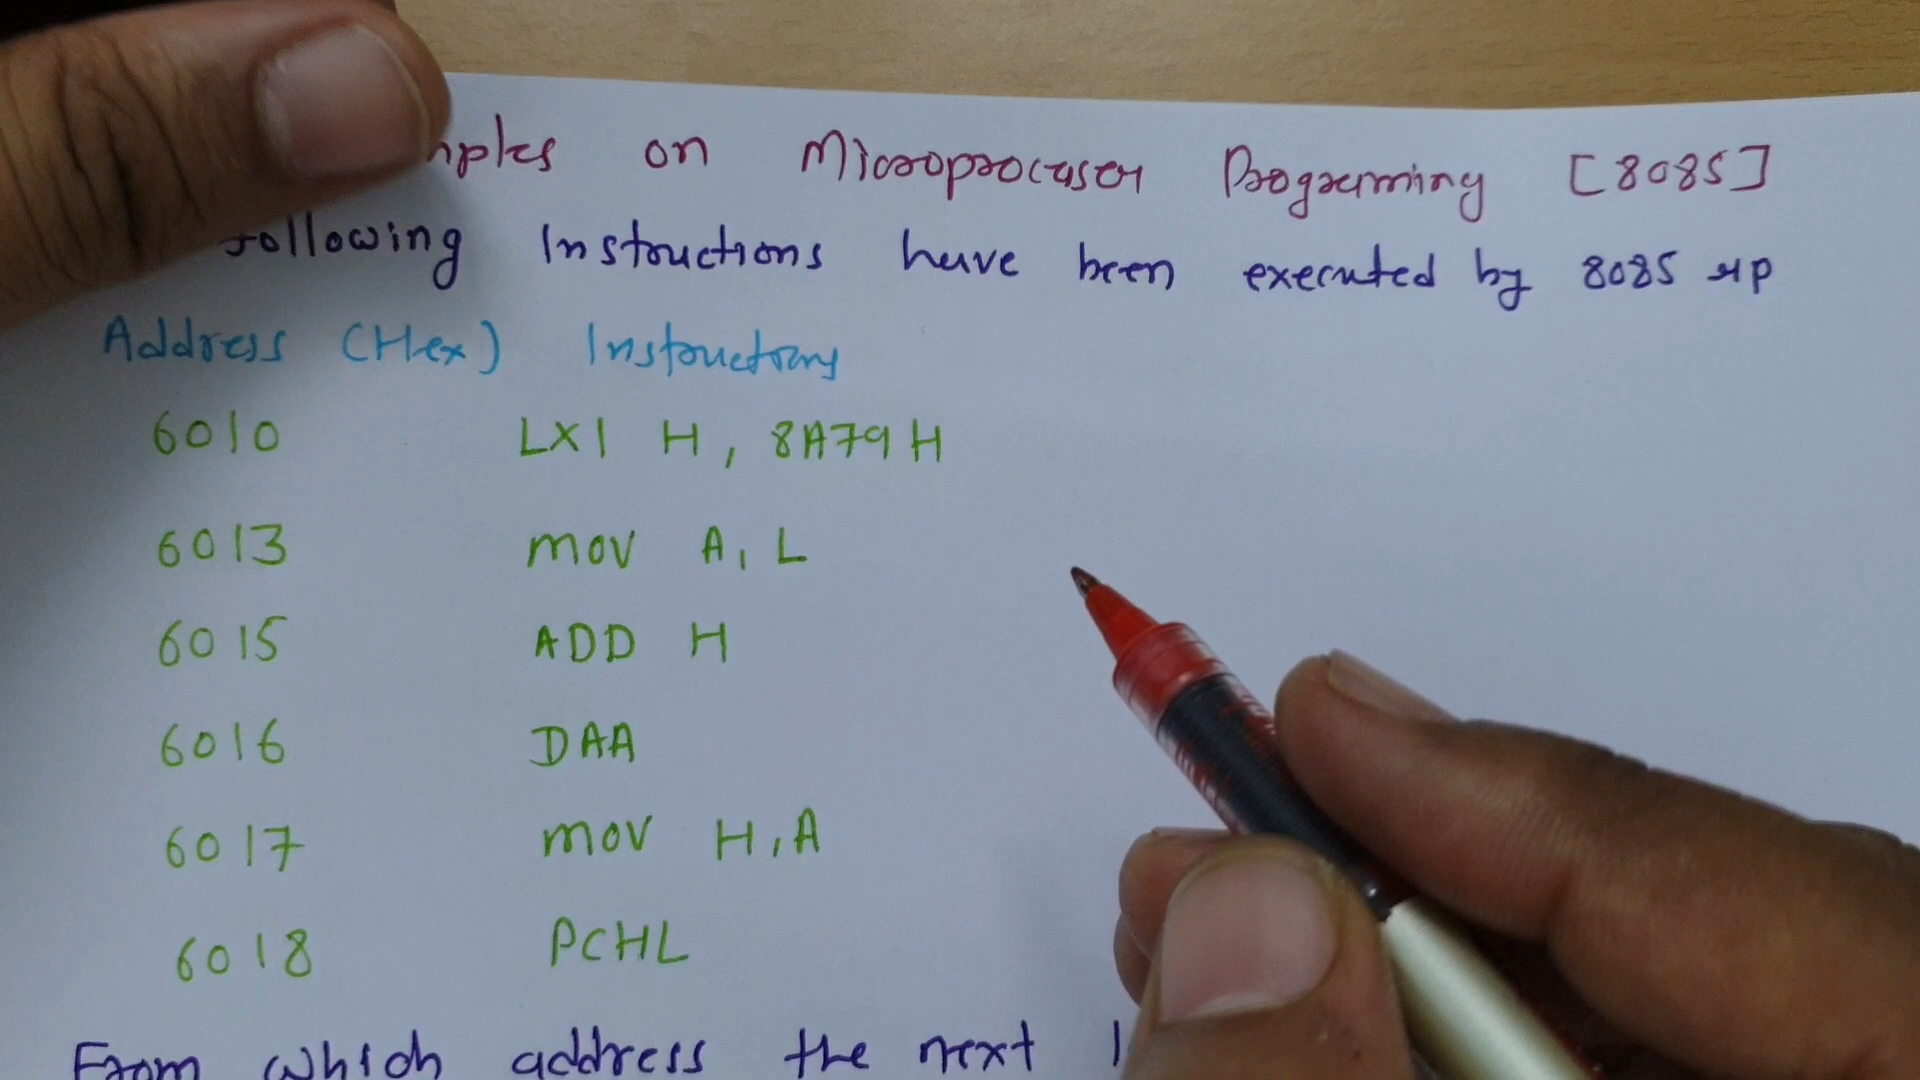 on Microprocessor Programming [8085]
following Instructions have been executed by 8085 μp
Address (Hex) Instructions
6010 LXI H, 8A79 H
6013 MOV A, L
6015 ADD H
6016 DAA
6017 MOV H, A
6018 PCHL
From which address the next